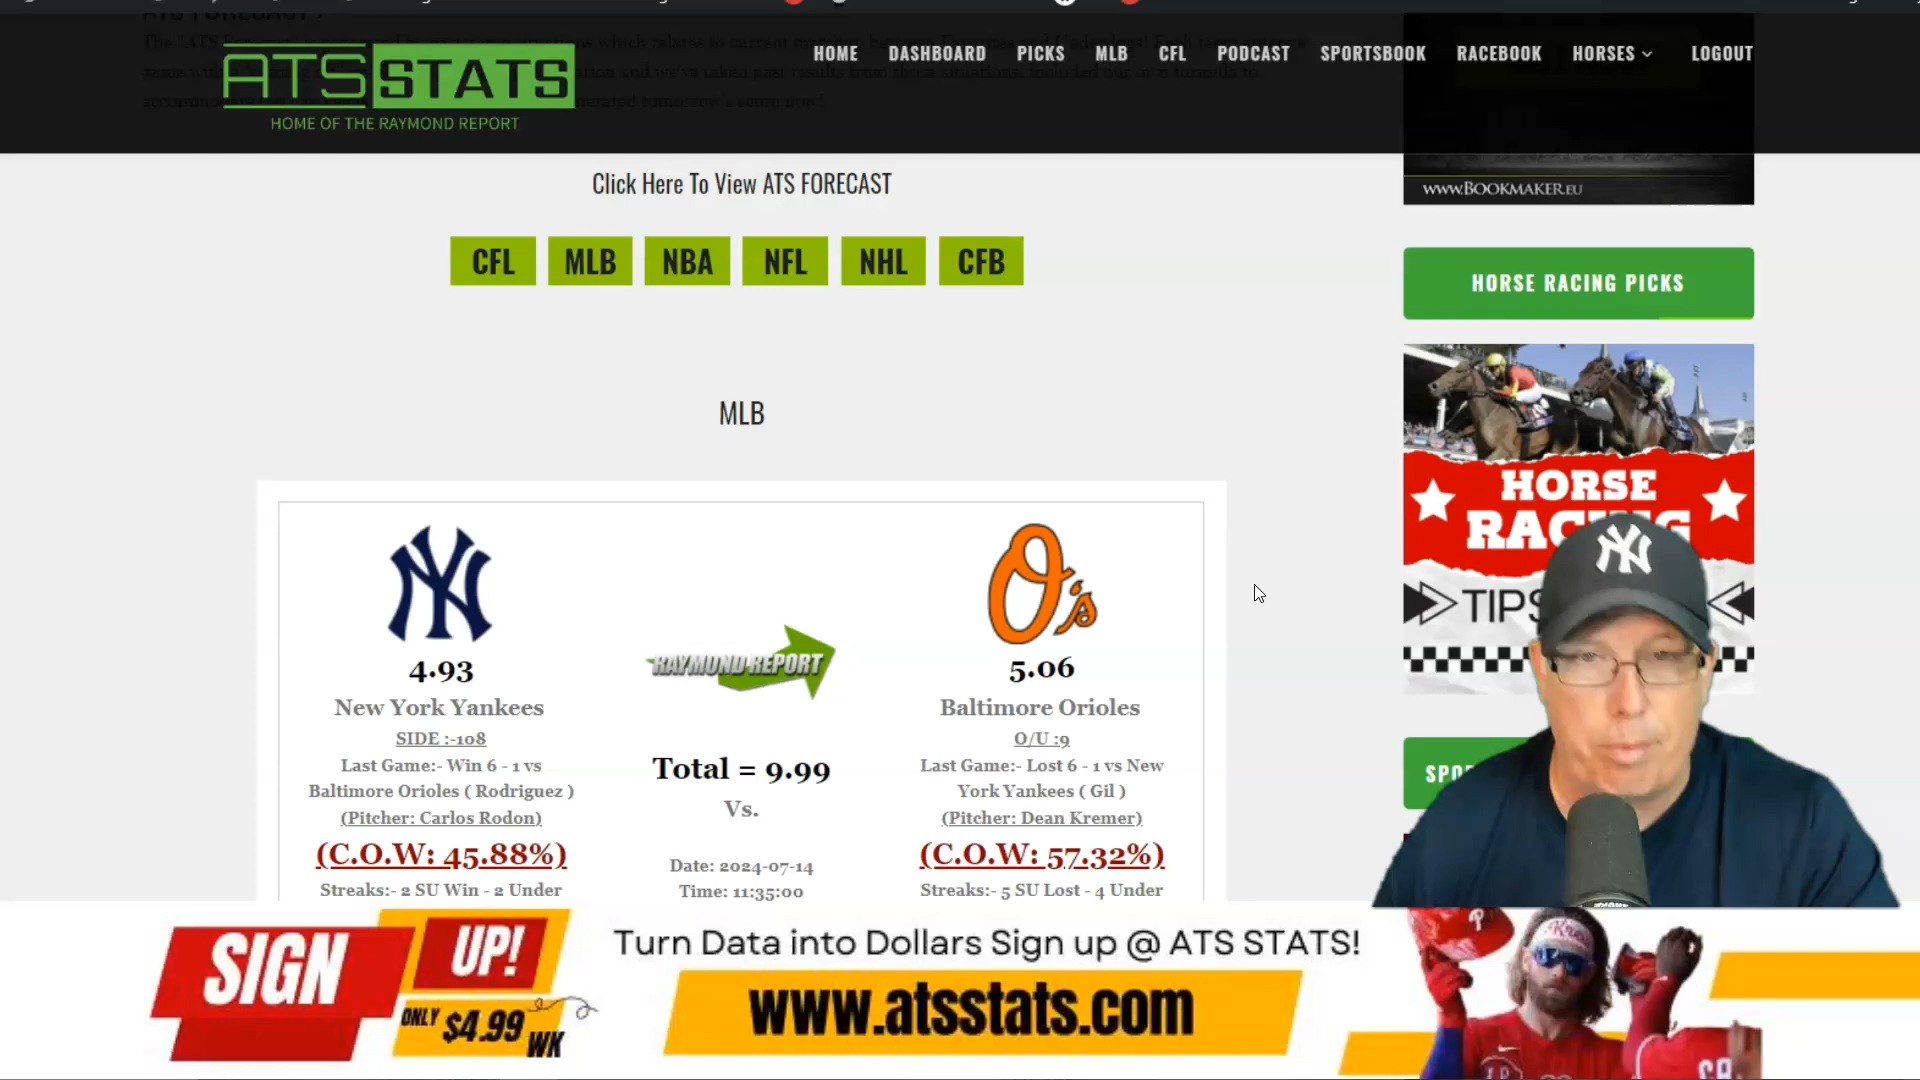 ATS STATS
HOME OF THE RAYMOND REPORT
HOME DASHBOARD PICKS MLB CFL PODCAST SPORTSBOOK RACEBOOK HORSES LOGOUT
www.Bookmaker.eu
Click Here To View ATS FORECAST
CFL MLB NBA NFL NHL CFB
HORSE RACING PICKS
MLB
HORSE
TIPS
4.93
New York Yankees
SIDE :-108
Last Game:- Win 6 - 1 vs
Baltimore Orioles ( Rodriguez )
(Pitcher: Carlos Rodon)
(C.O.W: 45.88%)
Streaks:- 2 SU Win - 2 Under
RAYMOND REPORT
Total = 9.99
Vs.
Date: 2024-07-14
Time: 11:35:00
O's
5.06
Baltimore Orioles
O/U :9
Last Game:- Lost 6 - 1 vs New
York Yankees ( Gil )
(Pitcher: Dean Kremer)
(C.O.W: 57.32%)
Streaks:- 5 SU Lost - 4 Under
NY
SIGN UP!
ONLY $4.99 WK
Turn Data into Dollars Sign up @ ATS STATS!
www.atsstats.com